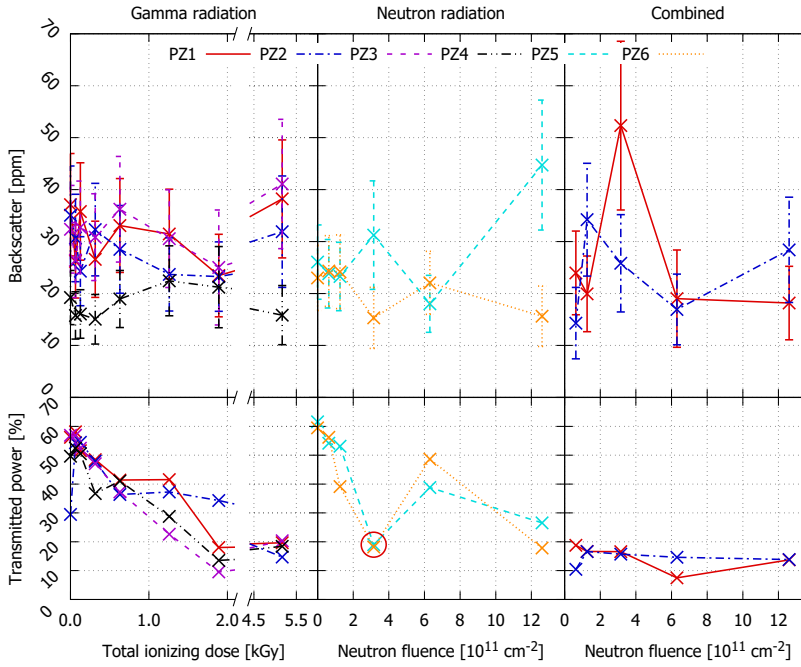 Gamma radiation Neutron radiation Combined
PZ1 PZ2 PZ3 PZ4 PZ5 PZ6
Backscatter [ppm]
70
60
50
40
30
20
10
0
Transmitted power [%]
60
50
40
30
20
10
0
0.0 1.0 2.0 4.5 5.5 0 2 4 6 8 10 12 0 2 4 6 8 10 12
Total ionizing dose [kGy] Neutron fluence [10¹¹ cm⁻²] Neutron fluence [10¹¹ cm⁻²]